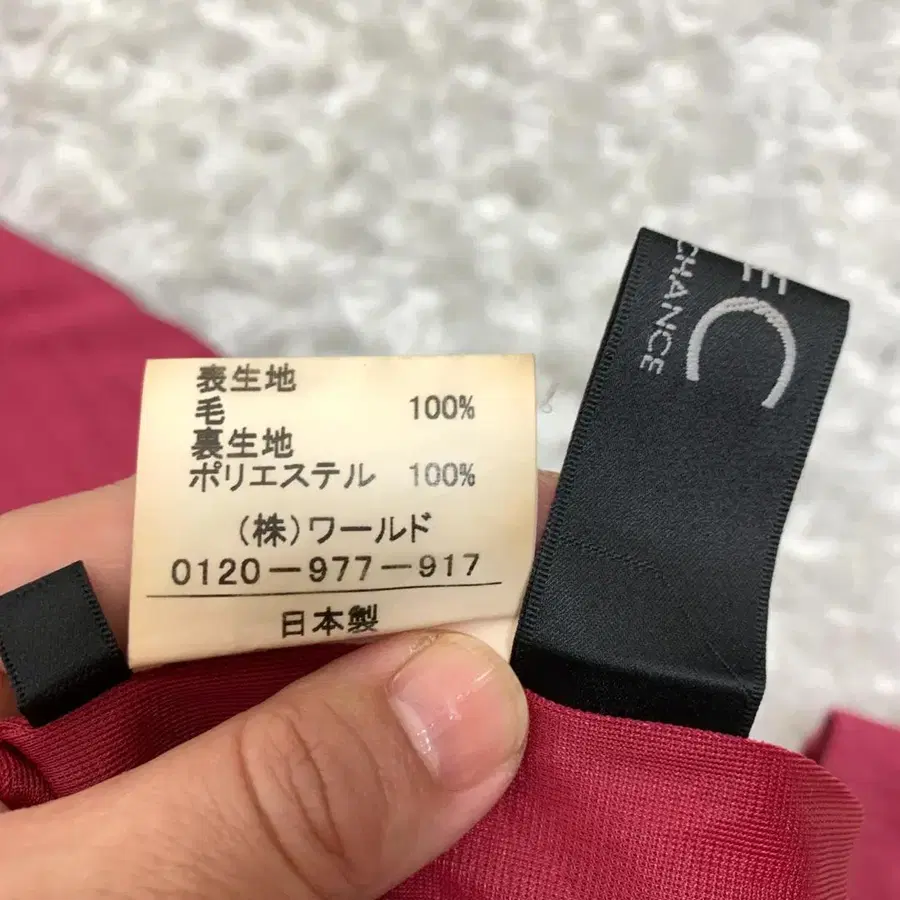 表生地
毛 100%
裏生地
ポリエステル 100%
(株)ワールド
0120-977-917
日本製
EC
CHANCE